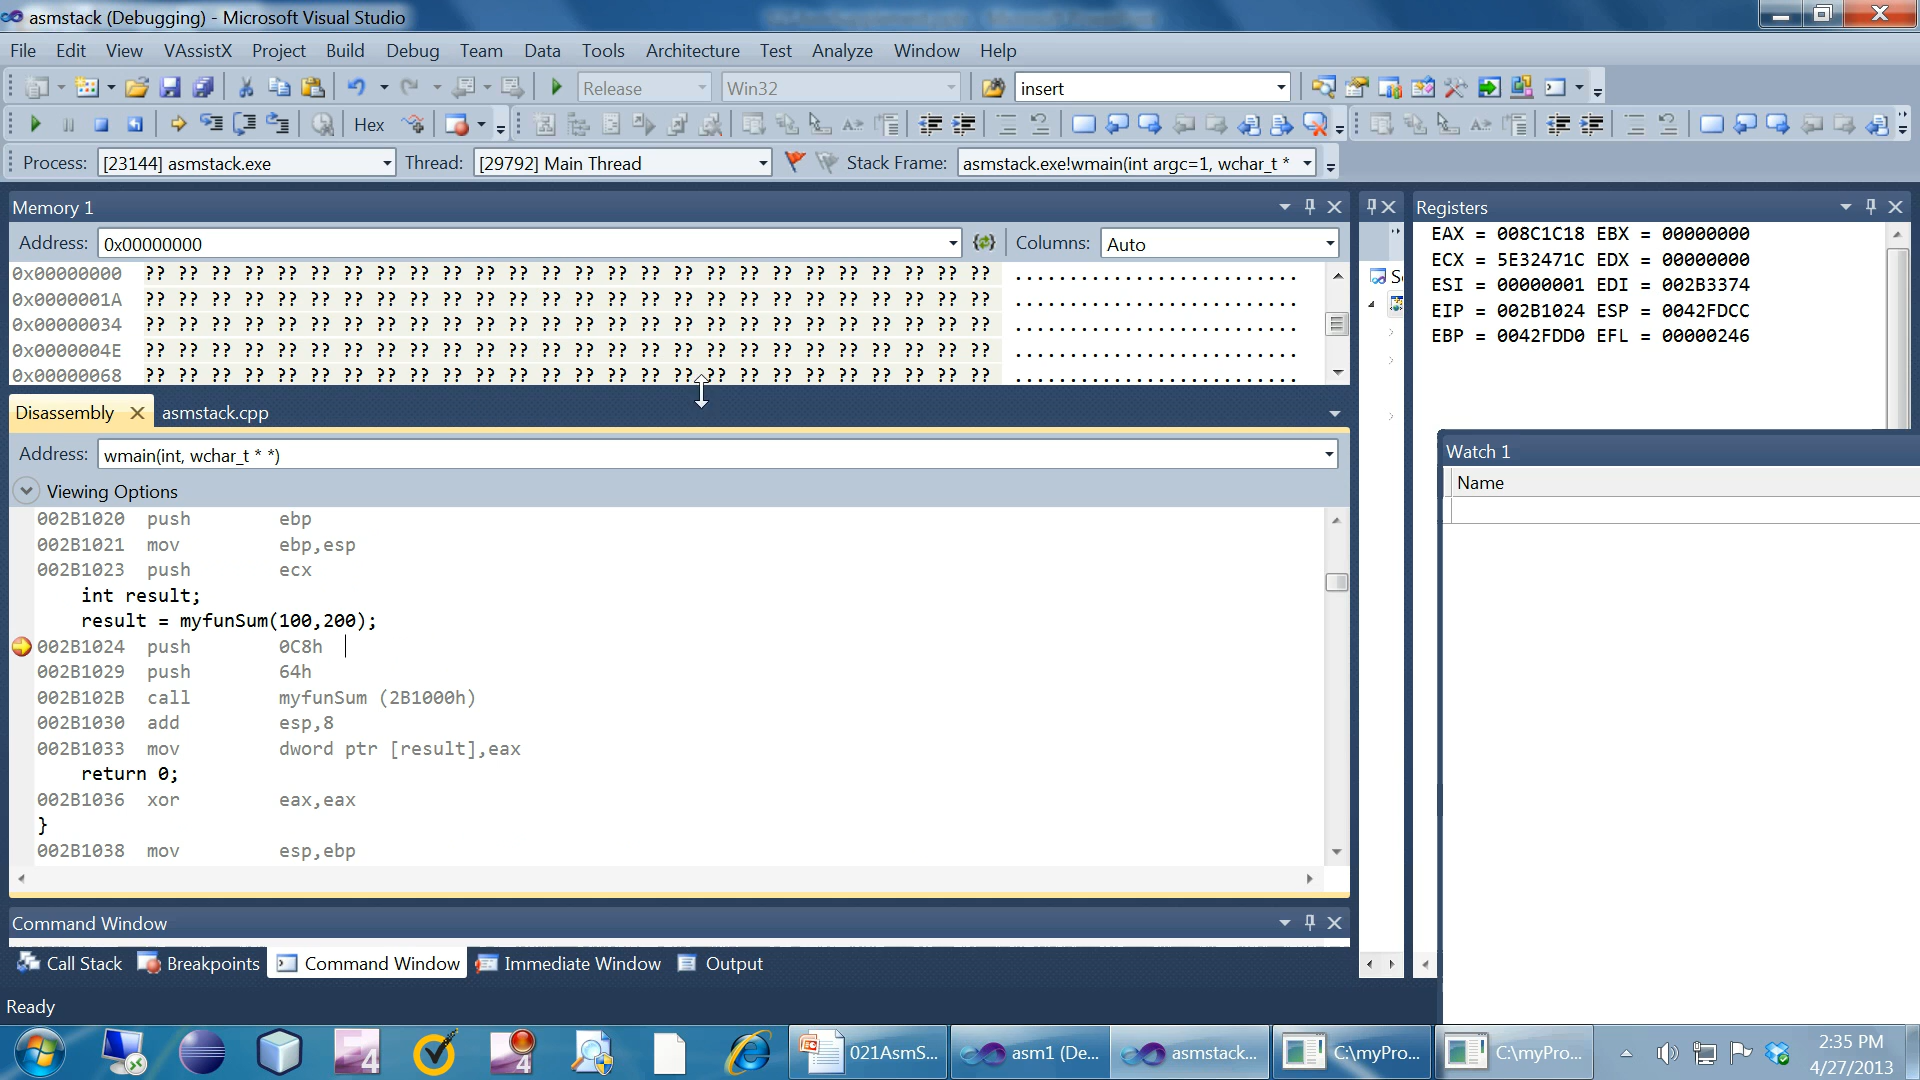 asmstack (Debugging) - Microsoft Visual Studio
File Edit View VAssistX Project Build Debug Team Data Tools Architecture Test Analyze Window Help
Release Win32 insert
Hex
Process: [23144] asmstack.exe Thread: [29792] Main Thread Stack Frame: asmstack.exe!wmain(int argc=1, wchar_t *
Memory 1
Address: 0x00000000 Columns: Auto
0x00000000 ?? ?? ?? ?? ?? ?? ?? ?? ?? ?? ?? ?? ?? ?? ?? ?? ?? ?? ?? ?? ?? ?? ?? ?? ?? ?? ..........................
0x0000001A ?? ?? ?? ?? ?? ?? ?? ?? ?? ?? ?? ?? ?? ?? ?? ?? ?? ?? ?? ?? ?? ?? ?? ?? ?? ?? ..........................
0x00000034 ?? ?? ?? ?? ?? ?? ?? ?? ?? ?? ?? ?? ?? ?? ?? ?? ?? ?? ?? ?? ?? ?? ?? ?? ?? ?? ..........................
0x0000004E ?? ?? ?? ?? ?? ?? ?? ?? ?? ?? ?? ?? ?? ?? ?? ?? ?? ?? ?? ?? ?? ?? ?? ?? ?? ?? ..........................
0x00000068 ?? ?? ?? ?? ?? ?? ?? ?? ?? ?? ?? ?? ?? ?? ?? ?? ?? ?? ?? ?? ?? ?? ?? ?? ?? ?? ..........................
Registers
EAX = 008C1C18 EBX = 00000000
ECX = 5E32471C EDX = 00000000
ESI = 00000001 EDI = 002B3374
EIP = 002B1024 ESP = 0042FDCC
EBP = 0042FDD0 EFL = 00000246
Disassembly asmstack.cpp
Address: wmain(int, wchar_t * *)
Viewing Options
002B1020 push ebp
002B1021 mov ebp,esp
002B1023 push ecx
int result;
result = myfunSum(100,200);
002B1024 push 0C8h
002B1029 push 64h
002B102B call myfunSum (2B1000h)
002B1030 add esp,8
002B1033 mov dword ptr [result],eax
return 0;
002B1036 xor eax,eax
}
002B1038 mov esp,ebp
Watch 1
Name
Command Window
Call Stack Breakpoints Command Window Immediate Window Output
Ready
021AsmS... asm1 (De... asmstack... C:\myPro... C:\myPro...
2:35 PM
4/27/2013